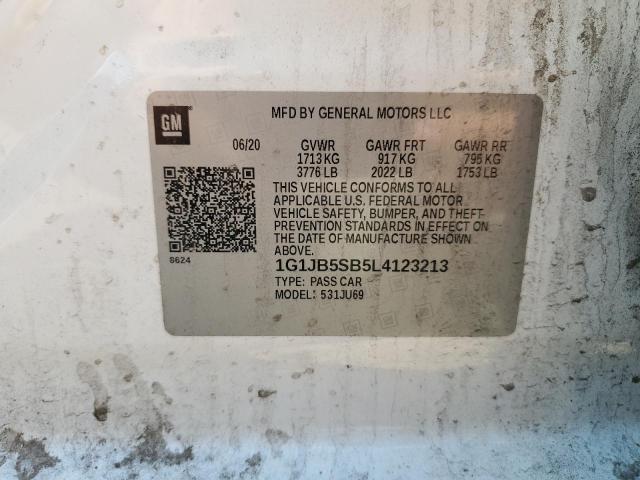 GM
MFD BY GENERAL MOTORS LLC
06/20 GVWR GAWR FRT GAWR RR
1713 KG 917 KG 795 KG
3776 LB 2022 LB 1753 LB
THIS VEHICLE CONFORMS TO ALL
APPLICABLE U.S. FEDERAL MOTOR
VEHICLE SAFETY, BUMPER, AND THEFT
PREVENTION STANDARDS IN EFFECT ON
THE DATE OF MANUFACTURE SHOWN
ABOVE.
8624
1G1JB5SB5L4123213
TYPE: PASS CAR
MODEL: 531JU69